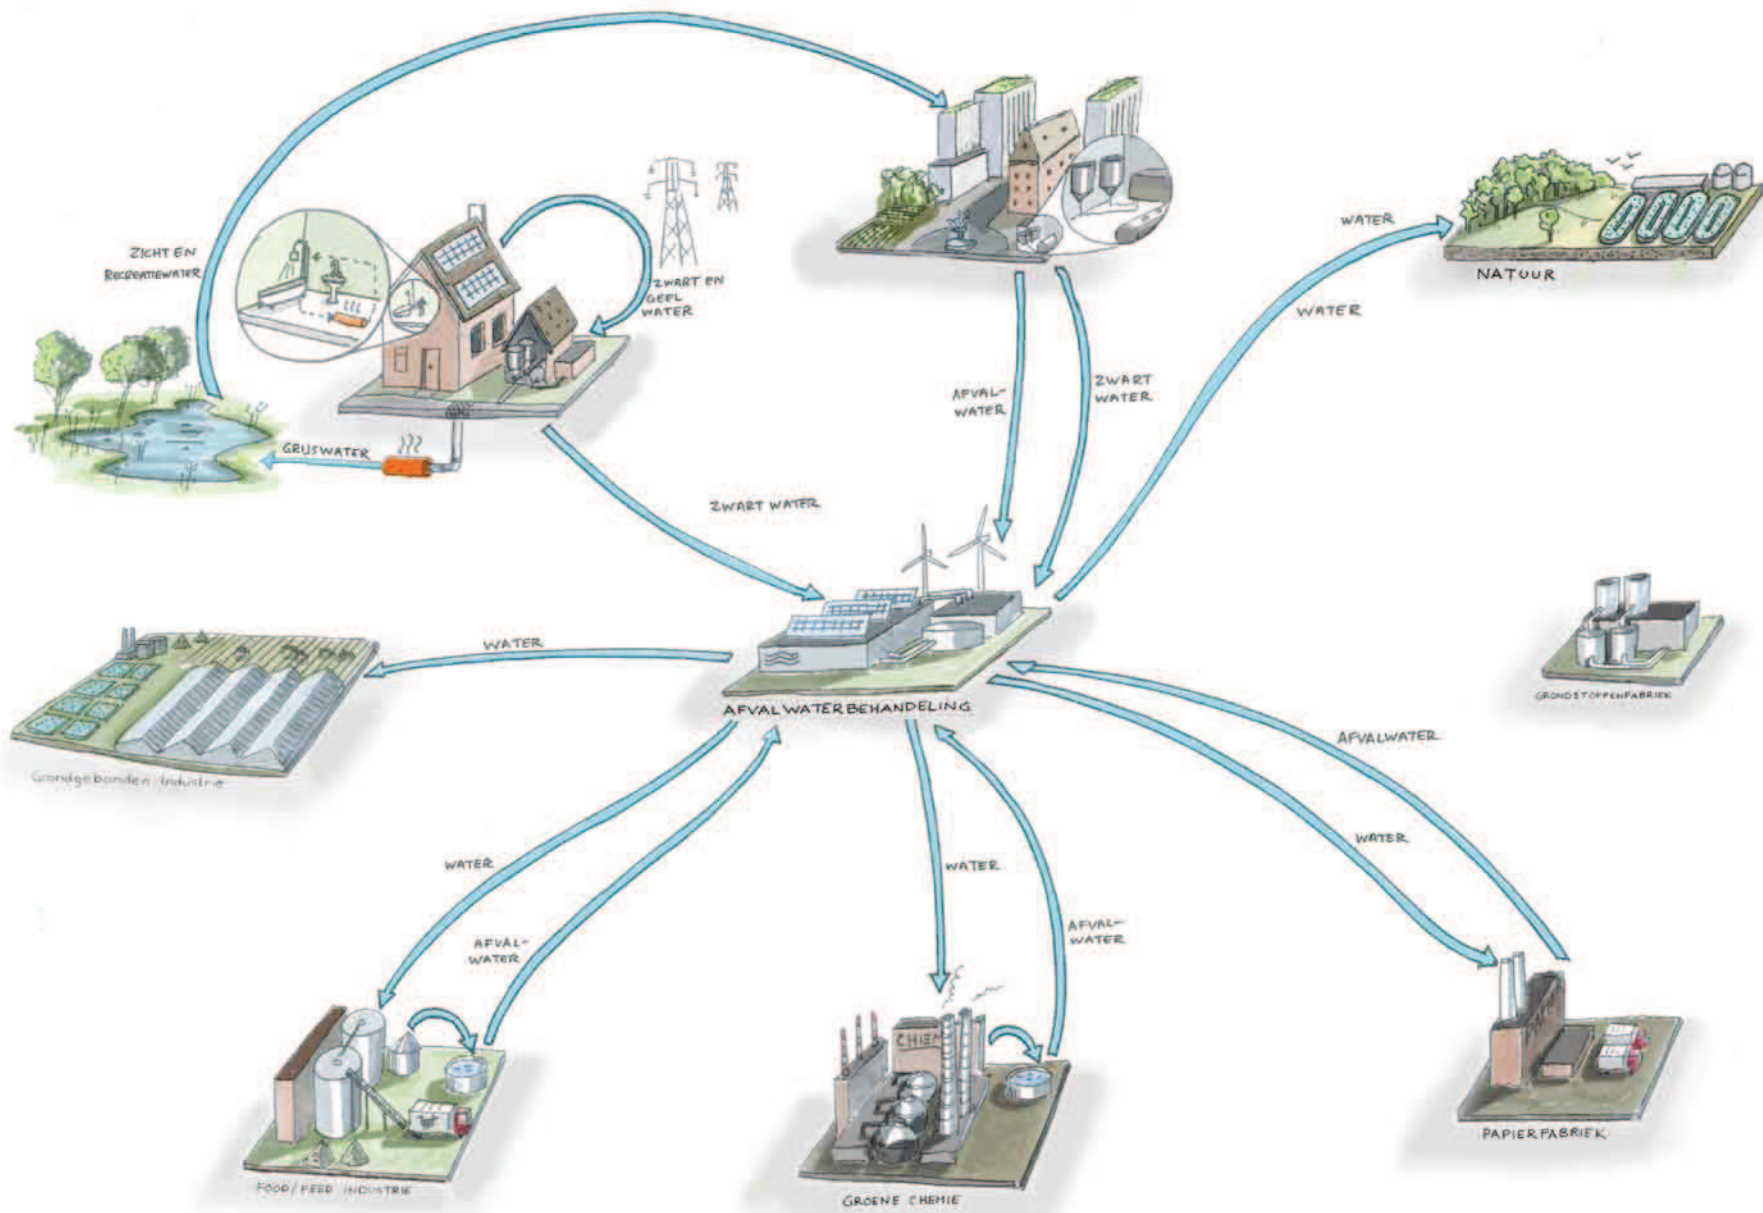 ZICHT EN
RECREATIEWATER
ZWART EN
GEEL
WATER
WATER
NATUUR
WATER
AFVAL-
WATER
ZWART
WATER
GRIJSWATER
ZWART WATER
WATER
AFVALWATERBEHANDELING
GRONDSTOFFENFABRIEK
Grondgebonden Industrie
AFVALWATER
WATER
WATER
WATER
AFVAL-
WATER
AFVAL-
WATER
CHEM
FOOD/FEED INDUSTRIE
GROENE CHEMIE
PAPIERFABRIEK